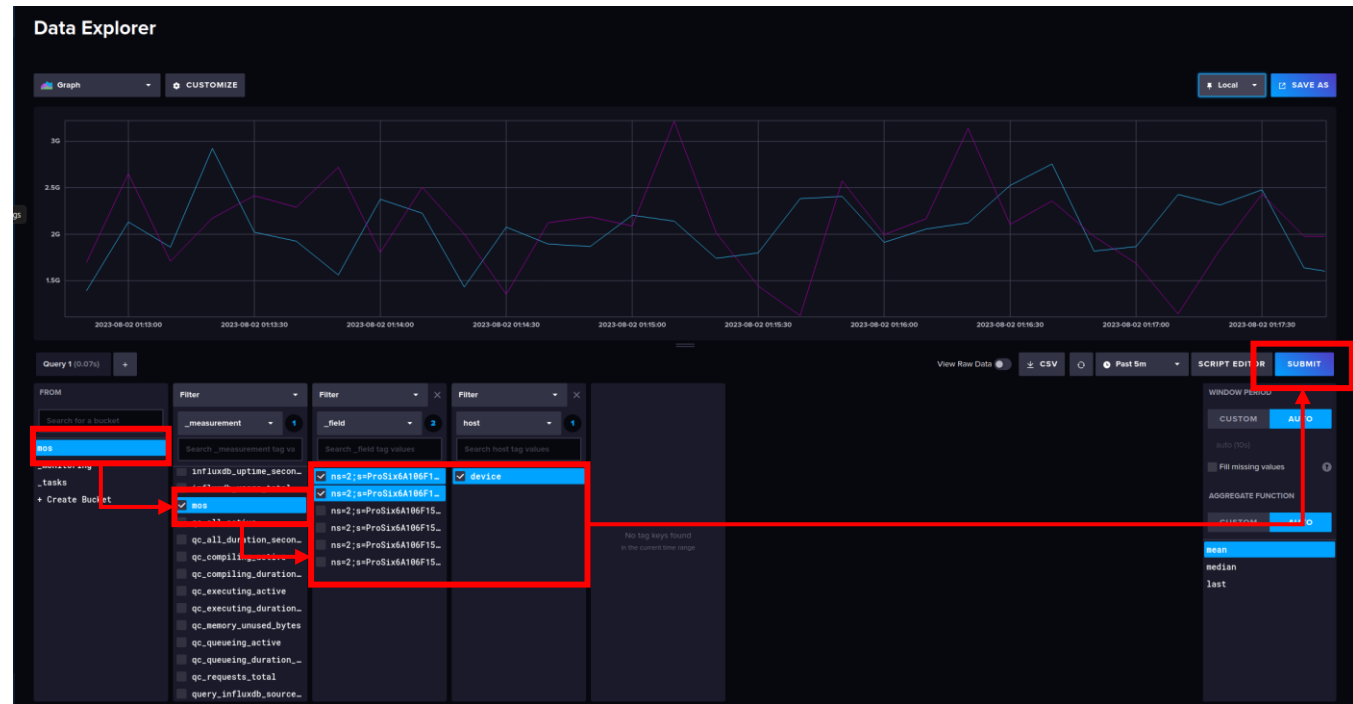 Data Explorer
Graph
CUSTOMIZE
Local
SAVE AS
3G
2.5G
gs
2G
1.5G
2023-08-02 01:13:00
2023-08-02 01:13:30
2023-08-02 01:14:00
2023-08-02 01:14:30
2023-08-02 01:15:00
2023-08-02 01:15:30
2023-08-02 01:16:00
2023-08-02 01:16:30
2023-08-02 01:17:00
2023-08-02 01:17:30
Query 1 (0.07s)
+
View Raw Data
CSV
Past 5m
SCRIPT EDITOR
SUBMIT
FROM
Search for a bucket
mos
_monitoring
_tasks
+ Create Bucket
Filter
_measurement
1
Search _measurement tag va
influxdb_uptime_secon…
mos
qc_all_duration_secon…
qc_compiling_active
qc_compiling_duration…
qc_executing_active
qc_executing_duration…
qc_memory_unused_bytes
qc_queueing_active
qc_queueing_duration_…
qc_requests_total
query_influxdb_source…
Filter
_field
2
Search _field tag values
ns=2;s=ProSix6A106F1…
ns=2;s=ProSix6A106F1…
ns=2;s=ProSix6A106F15…
ns=2;s=ProSix6A106F15…
ns=2;s=ProSix6A106F15…
ns=2;s=ProSix6A106F15…
Filter
host
1
Search host tag values
device
No tag keys found
in the current time range
WINDOW PERIOD
CUSTOM
AUTO
auto (10s)
Fill missing values
?
AGGREGATE FUNCTION
CUSTOM
AUTO
mean
median
last